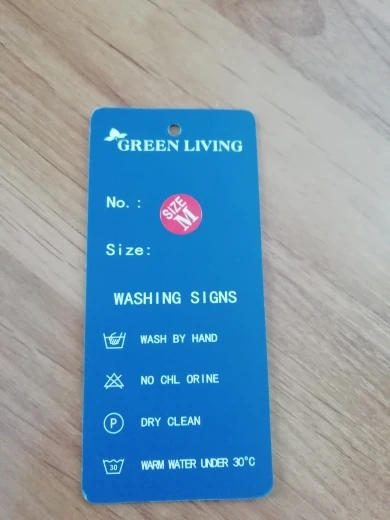 GREEN LIVING
No.:
SIZE
M
Size:
WASHING SIGNS
WASH BY HAND
NO CHL ORINE
P DRY CLEAN
30 WARM WATER UNDER 30°C